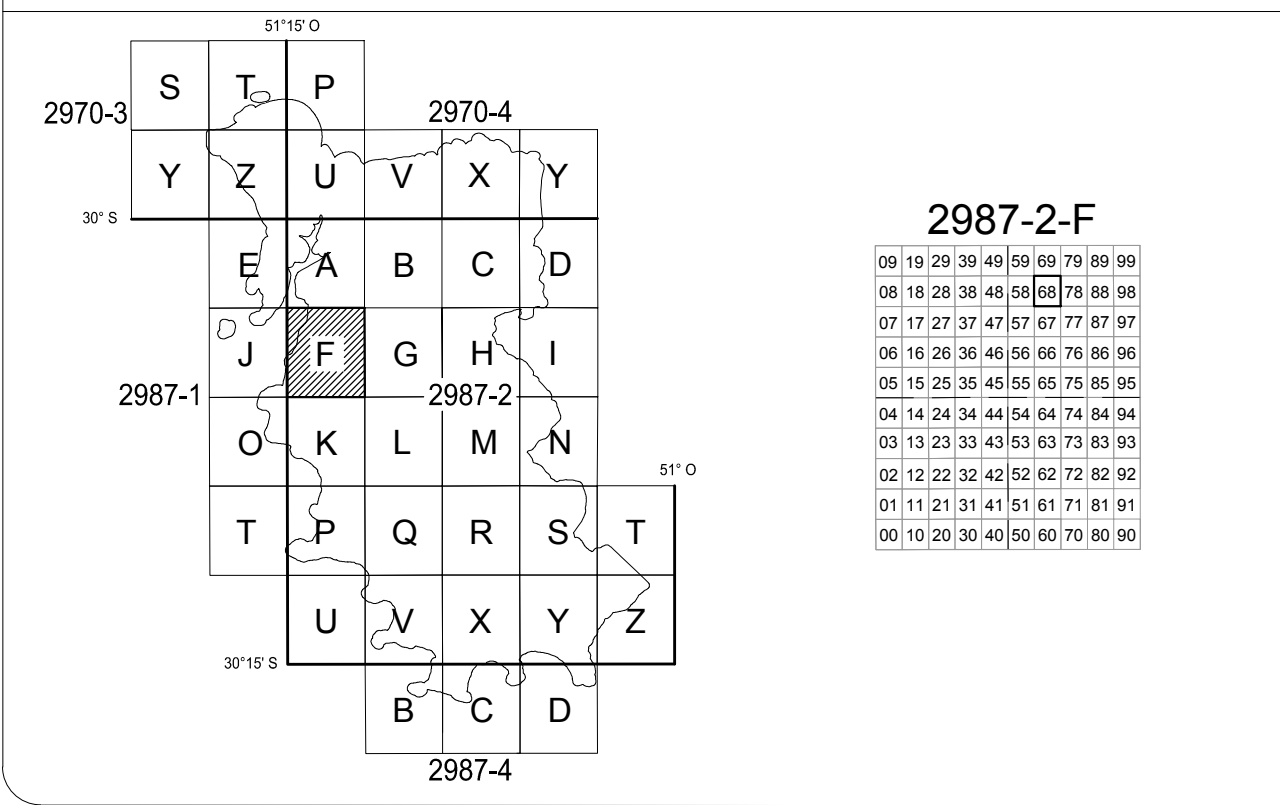 51°15' O
S T P
2970-3 2970-4
Y Z U V X Y
30° S
E A B C D
J F G H I
2987-1 2987-2
O K L M N
51° O
T P Q R S T
U V X Y Z
30°15' S
B C D
2987-4
2987-2-F
09 19 29 39 49 59 69 79 89 99
08 18 28 38 48 58 68 78 88 98
07 17 27 37 47 57 67 77 87 97
06 16 26 36 46 56 66 76 86 96
05 15 25 35 45 55 65 75 85 95
04 14 24 34 44 54 64 74 84 94
03 13 23 33 43 53 63 73 83 93
02 12 22 32 42 52 62 72 82 92
01 11 21 31 41 51 61 71 81 91
00 10 20 30 40 50 60 70 80 90